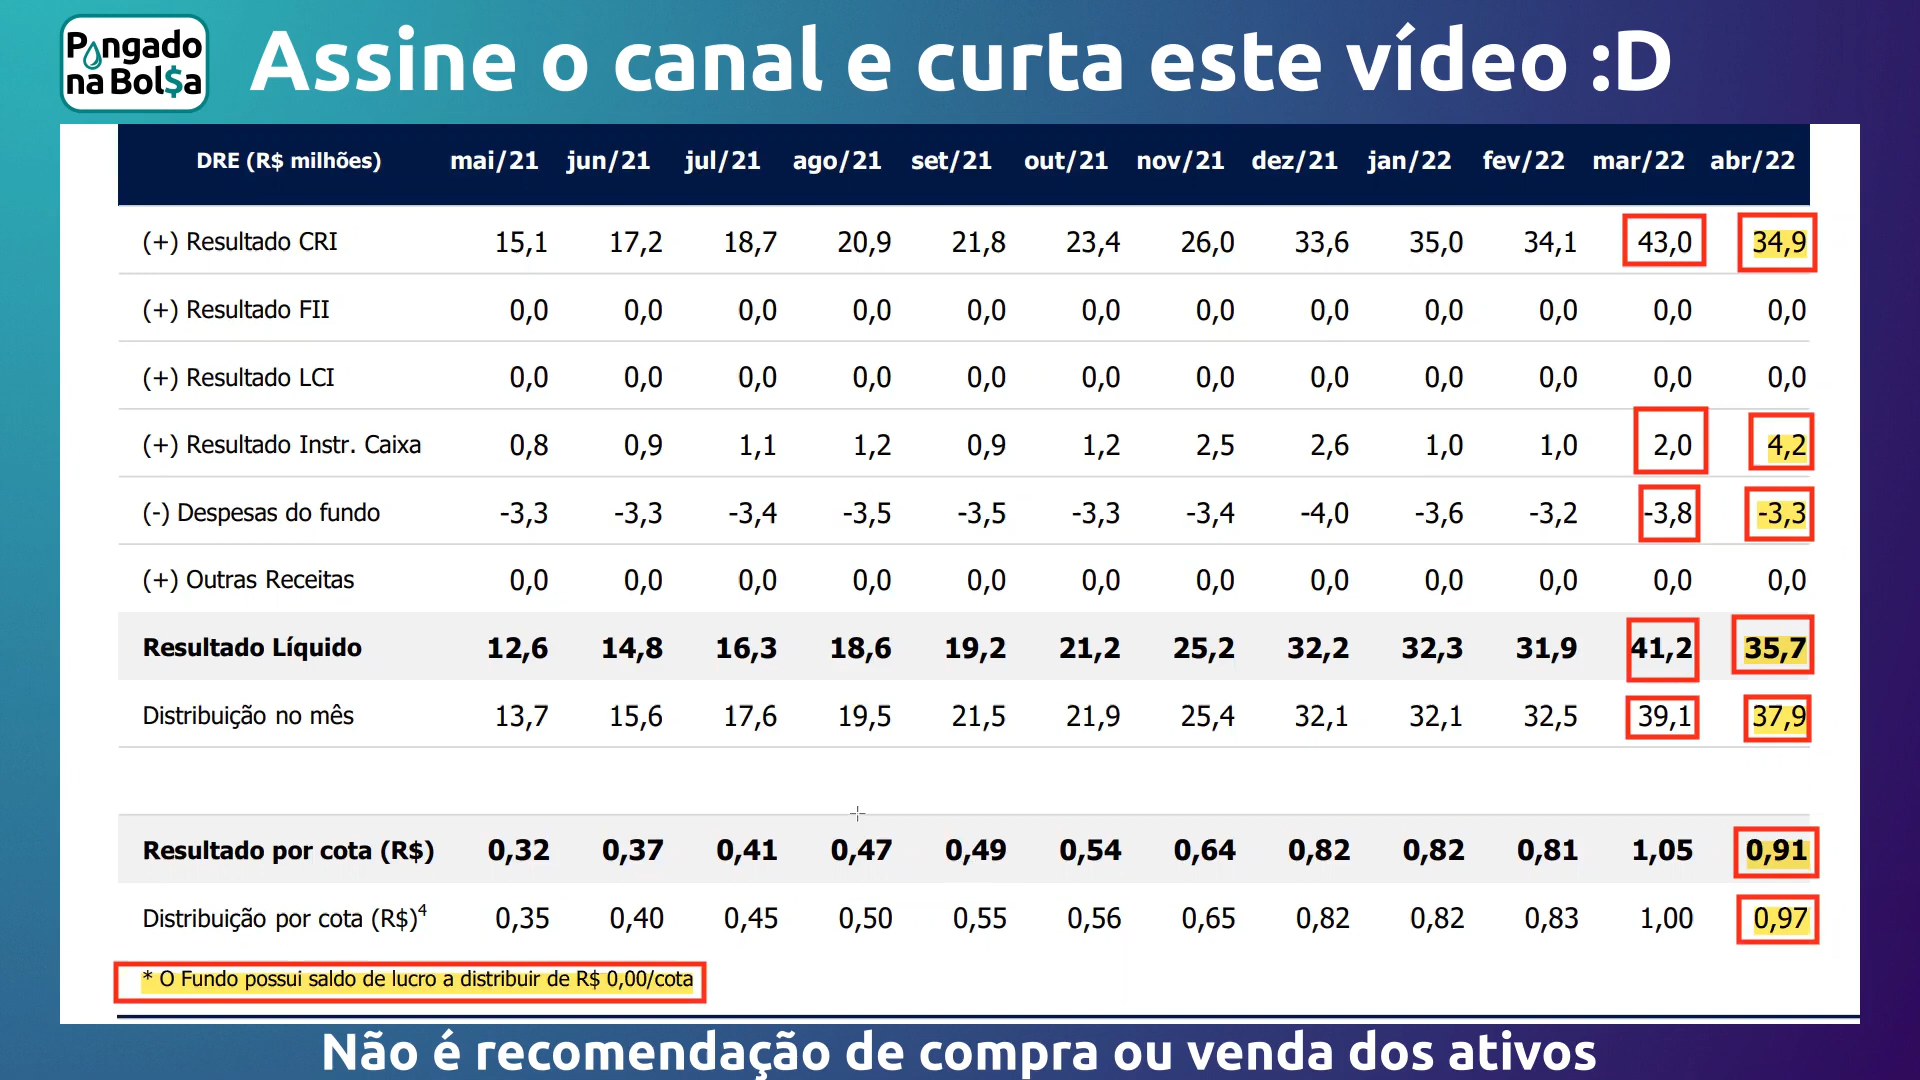 Pingado
na Bol$a
Assine o canal e curta este vídeo :D
DRE (R$ milhões) mai/21 jun/21 jul/21 ago/21 set/21 out/21 nov/21 dez/21 jan/22 fev/22 mar/22 abr/22
(+) Resultado CRI 15,1 17,2 18,7 20,9 21,8 23,4 26,0 33,6 35,0 34,1 43,0 34,9
(+) Resultado FII 0,0 0,0 0,0 0,0 0,0 0,0 0,0 0,0 0,0 0,0 0,0 0,0
(+) Resultado LCI 0,0 0,0 0,0 0,0 0,0 0,0 0,0 0,0 0,0 0,0 0,0 0,0
(+) Resultado Instr. Caixa 0,8 0,9 1,1 1,2 0,9 1,2 2,5 2,6 1,0 1,0 2,0 4,2
(-) Despesas do fundo -3,3 -3,3 -3,4 -3,5 -3,5 -3,3 -3,4 -4,0 -3,6 -3,2 -3,8 -3,3
(+) Outras Receitas 0,0 0,0 0,0 0,0 0,0 0,0 0,0 0,0 0,0 0,0 0,0 0,0
Resultado Líquido 12,6 14,8 16,3 18,6 19,2 21,2 25,2 32,2 32,3 31,9 41,2 35,7
Distribuição no mês 13,7 15,6 17,6 19,5 21,5 21,9 25,4 32,1 32,1 32,5 39,1 37,9
Resultado por cota (R$) 0,32 0,37 0,41 0,47 0,49 0,54 0,64 0,82 0,82 0,81 1,05 0,91
Distribuição por cota (R$)⁴ 0,35 0,40 0,45 0,50 0,55 0,56 0,65 0,82 0,82 0,83 1,00 0,97
* O Fundo possui saldo de lucro a distribuir de R$ 0,00/cota
Não é recomendação de compra ou venda dos ativos